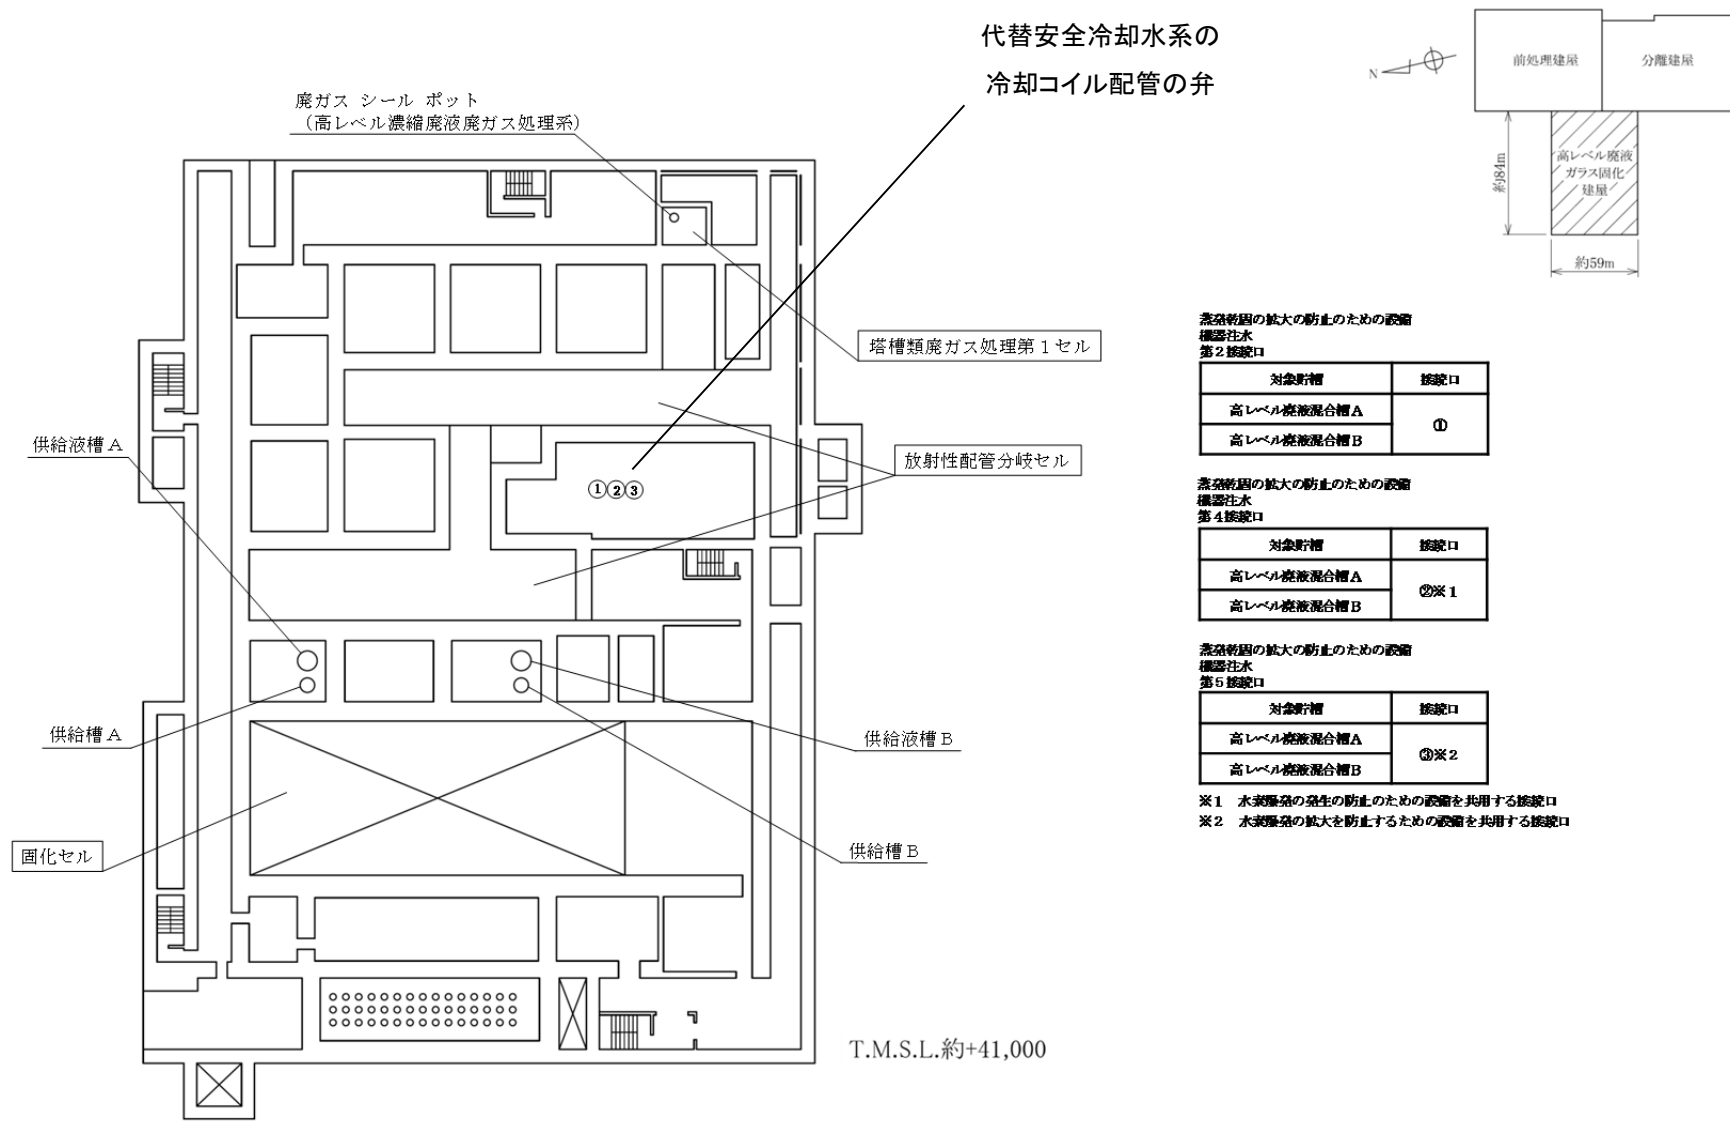 代替安全冷却水系の
冷却コイル配管の弁
廃ガス シール ポット
（高レベル濃縮廃液廃ガス処理系）
塔槽類廃ガス処理第１セル
供給液槽Ａ
放射性配管分岐セル
①②③
供給槽Ａ
供給液槽Ｂ
固化セル
供給槽Ｂ
T.M.S.L.約+41,000
N
前処理建屋
分離建屋
高レベル廃液
ガラス固化
建屋
約84m
約59m
蒸発乾固の拡大の防止のための設備
機器注水
第２接続口
対象貯槽 接続口
高レベル廃液混合槽Ａ ①
高レベル廃液混合槽Ｂ
蒸発乾固の拡大の防止のための設備
機器注水
第４接続口
対象貯槽 接続口
高レベル廃液混合槽Ａ ②※１
高レベル廃液混合槽Ｂ
蒸発乾固の拡大の防止のための設備
機器注水
第５接続口
対象貯槽 接続口
高レベル廃液混合槽Ａ ③※２
高レベル廃液混合槽Ｂ
※１ 水素爆発の発生の防止のための設備を共用する接続口
※２ 水素爆発の拡大を防止するための設備を共用する接続口